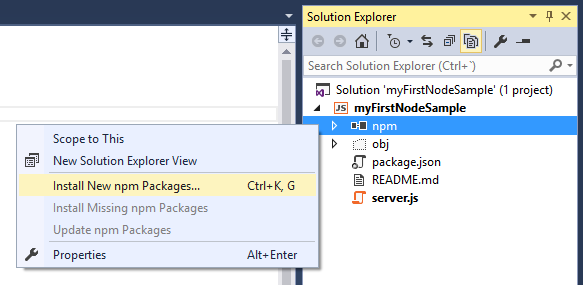 Solution Explorer
Search Solution Explorer (Ctrl+`)
Solution 'myFirstNodeSample' (1 project)
JS myFirstNodeSample
npm
obj
package.json
README.md
server.js
Scope to This
New Solution Explorer View
Install New npm Packages... Ctrl+K, G
Install Missing npm Packages
Update npm Packages
Properties Alt+Enter